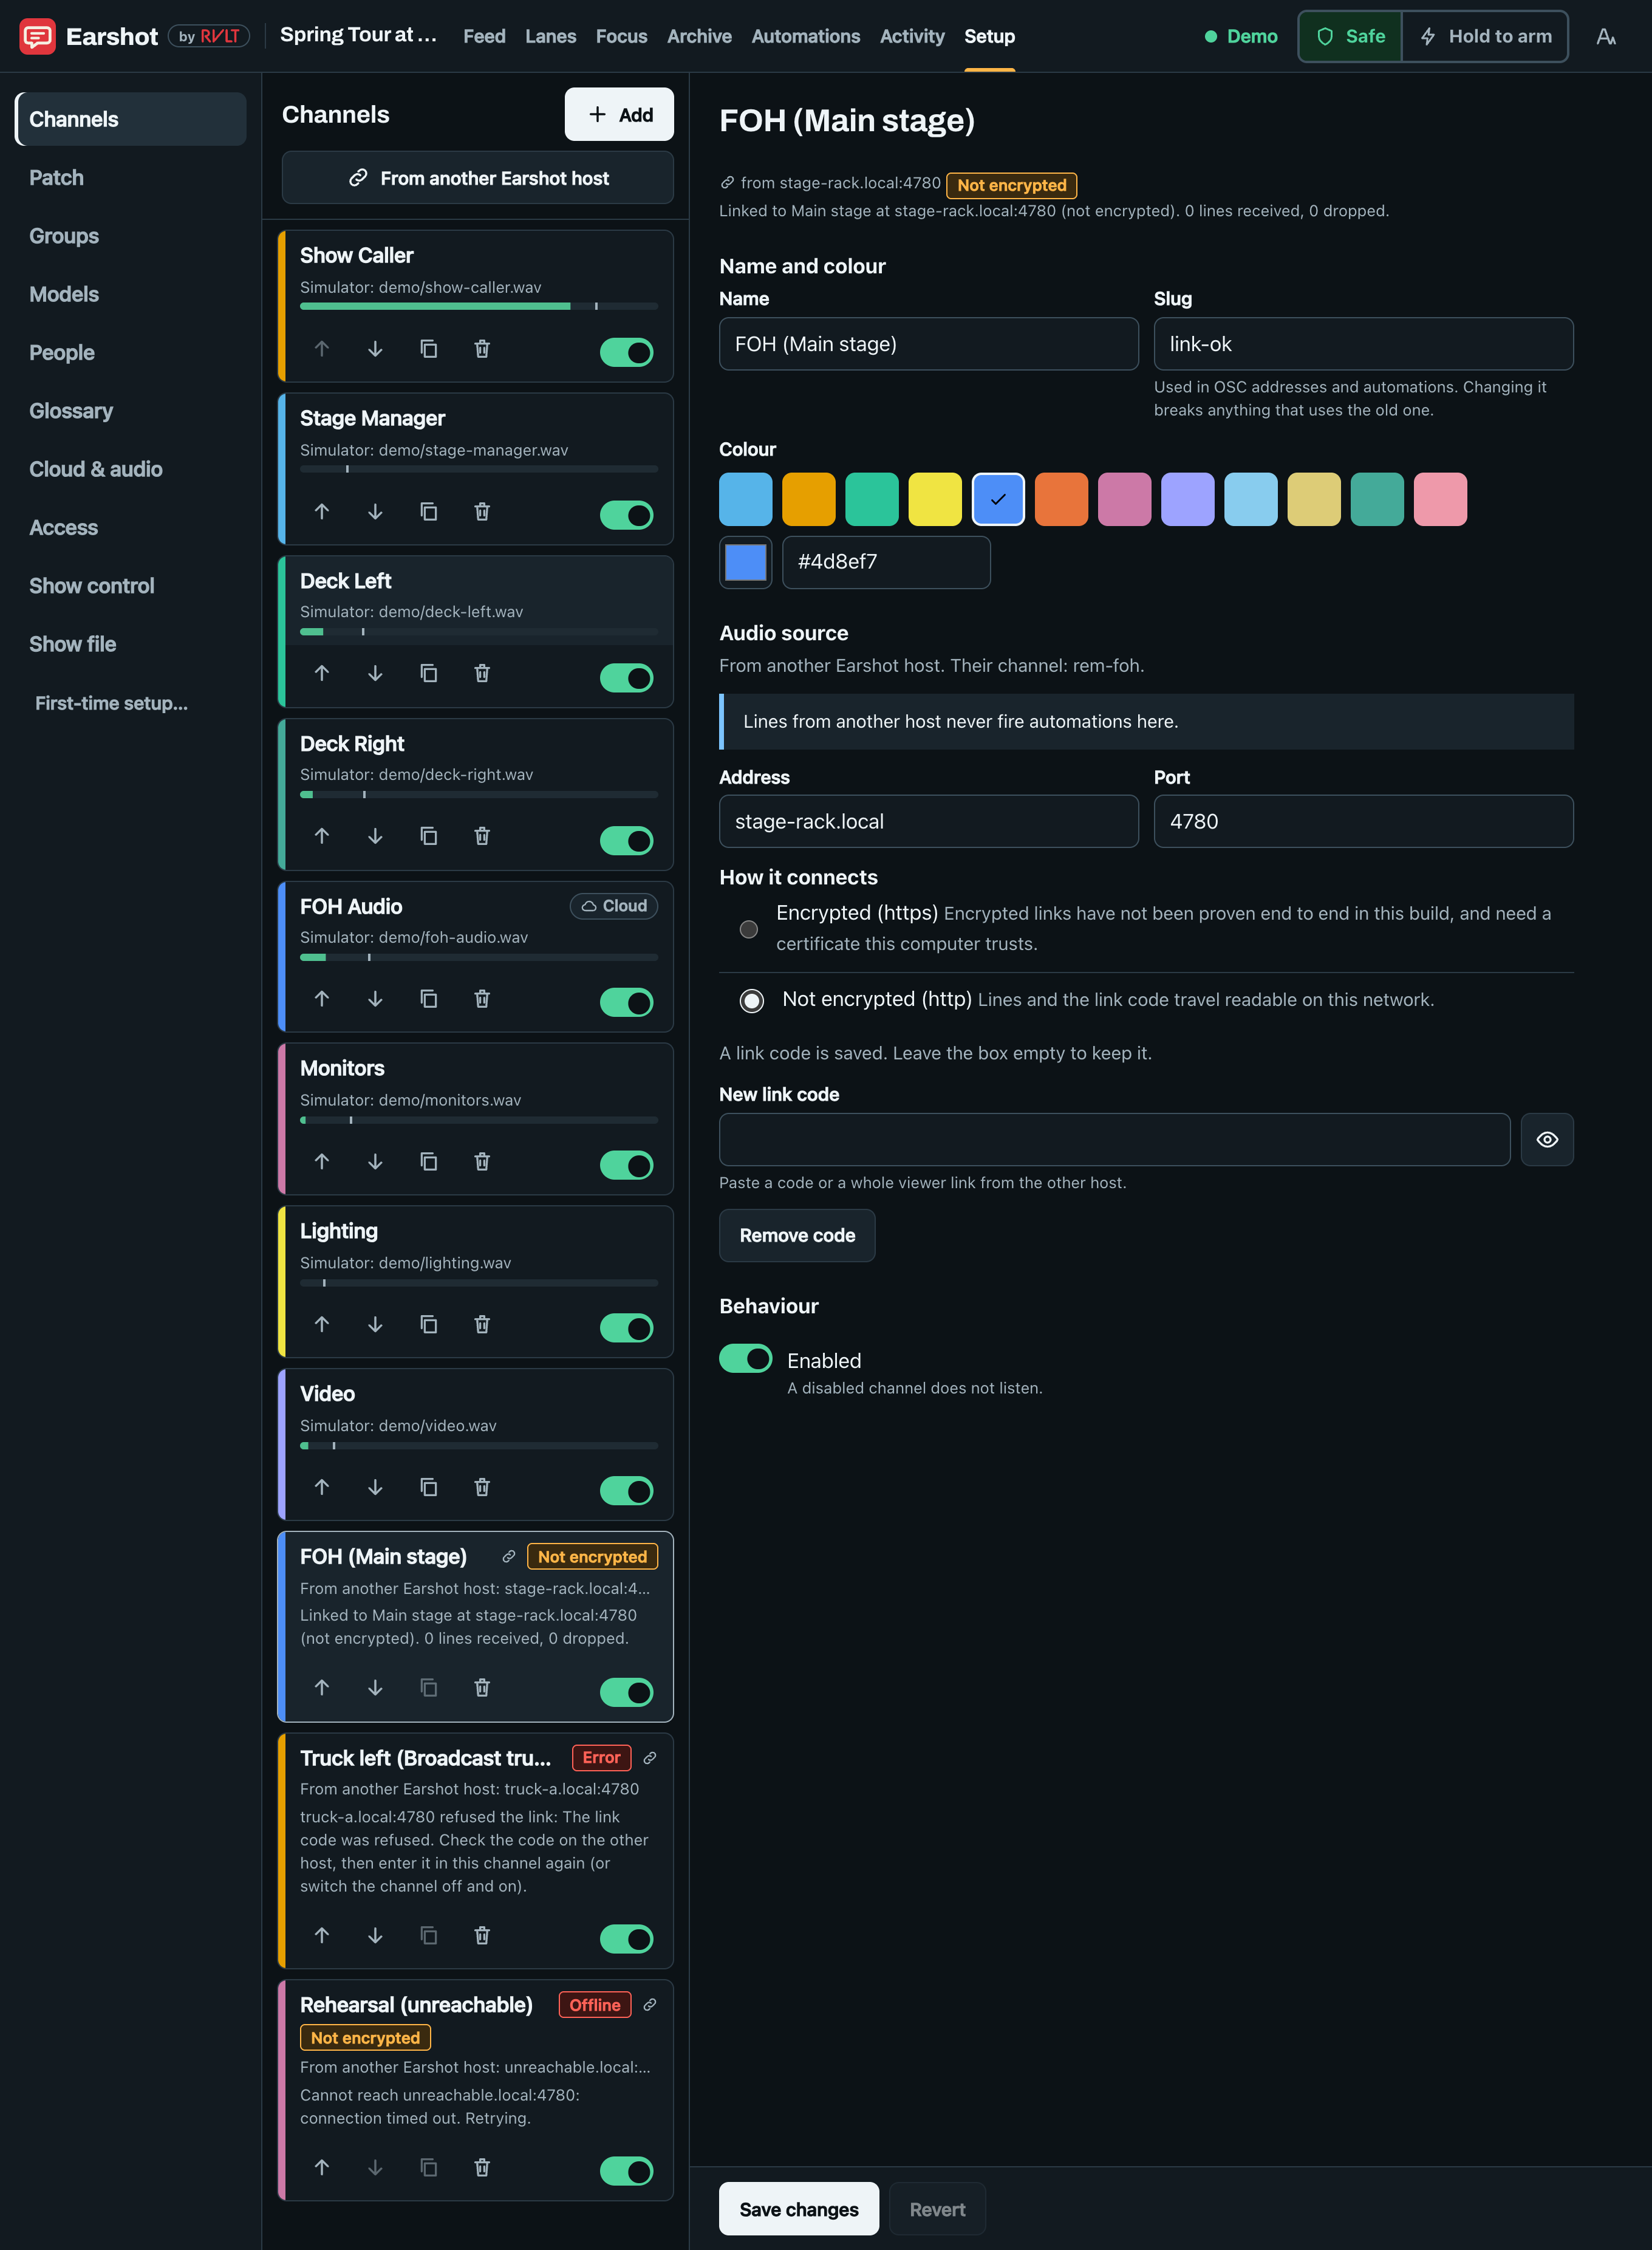 Earshot by RVLT
Spring Tour at ...
Feed Lanes Focus Archive Automations Activity Setup
Demo
Safe
Hold to arm
Channels
Patch
Groups
Models
People
Glossary
Cloud & audio
Access
Show control
Show file
First-time setup...
Channels
Add
From another Earshot host
Show Caller
Simulator: demo/show-caller.wav
Stage Manager
Simulator: demo/stage-manager.wav
Deck Left
Simulator: demo/deck-left.wav
Deck Right
Simulator: demo/deck-right.wav
FOH Audio
Cloud
Simulator: demo/foh-audio.wav
Monitors
Simulator: demo/monitors.wav
Lighting
Simulator: demo/lighting.wav
Video
Simulator: demo/video.wav
FOH (Main stage)
Not encrypted
From another Earshot host: stage-rack.local:4...
Linked to Main stage at stage-rack.local:4780
(not encrypted). 0 lines received, 0 dropped.
Truck left (Broadcast tru...
Error
From another Earshot host: truck-a.local:4780
truck-a.local:4780 refused the link: The link
code was refused. Check the code on the other
host, then enter it in this channel again (or
switch the channel off and on).
Rehearsal (unreachable)
Offline
Not encrypted
From another Earshot host: unreachable.local:...
Cannot reach unreachable.local:4780:
connection timed out. Retrying.
FOH (Main stage)
from stage-rack.local:4780 Not encrypted
Linked to Main stage at stage-rack.local:4780 (not encrypted). 0 lines received, 0 dropped.
Name and colour
Name
FOH (Main stage)
Slug
link-ok
Used in OSC addresses and automations. Changing it
breaks anything that uses the old one.
Colour
#4d8ef7
Audio source
From another Earshot host. Their channel: rem-foh.
Lines from another host never fire automations here.
Address
stage-rack.local
Port
4780
How it connects
Encrypted (https) Encrypted links have not been proven end to end in this build, and need a
certificate this computer trusts.
Not encrypted (http) Lines and the link code travel readable on this network.
A link code is saved. Leave the box empty to keep it.
New link code
Paste a code or a whole viewer link from the other host.
Remove code
Behaviour
Enabled
A disabled channel does not listen.
Save changes
Revert